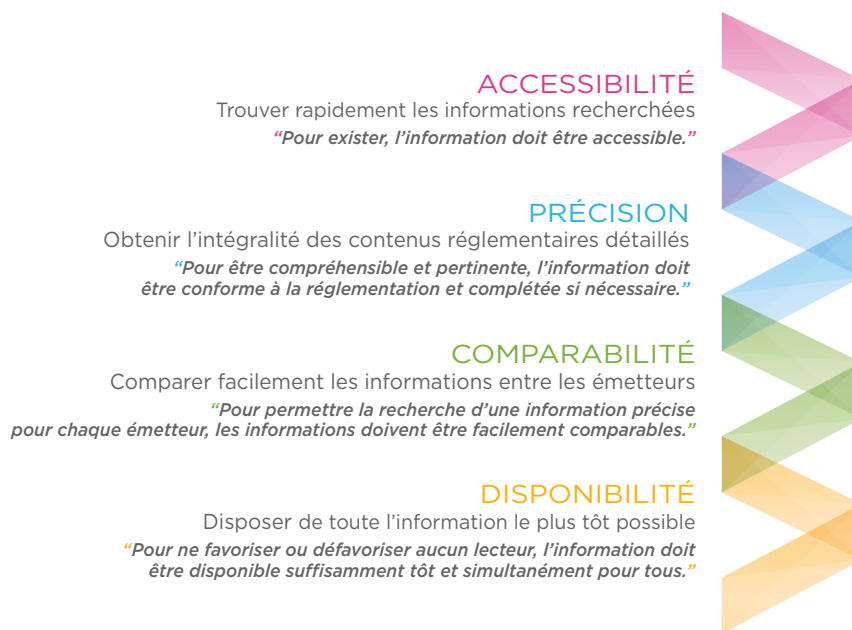 ACCESSIBILITÉ
Trouver rapidement les informations recherchées
“Pour exister, l’information doit être accessible.”
PRÉCISION
Obtenir l’intégralité des contenus réglementaires détaillés
“Pour être compréhensible et pertinente, l’information doit
être conforme à la réglementation et complétée si nécessaire.”
COMPARABILITÉ
Comparer facilement les informations entre les émetteurs
“Pour permettre la recherche d’une information précise
pour chaque émetteur, les informations doivent être facilement comparables.”
DISPONIBILITÉ
Disposer de toute l’information le plus tôt possible
“Pour ne favoriser ou défavoriser aucun lecteur, l’information doit
être disponible suffisamment tôt et simultanément pour tous.”